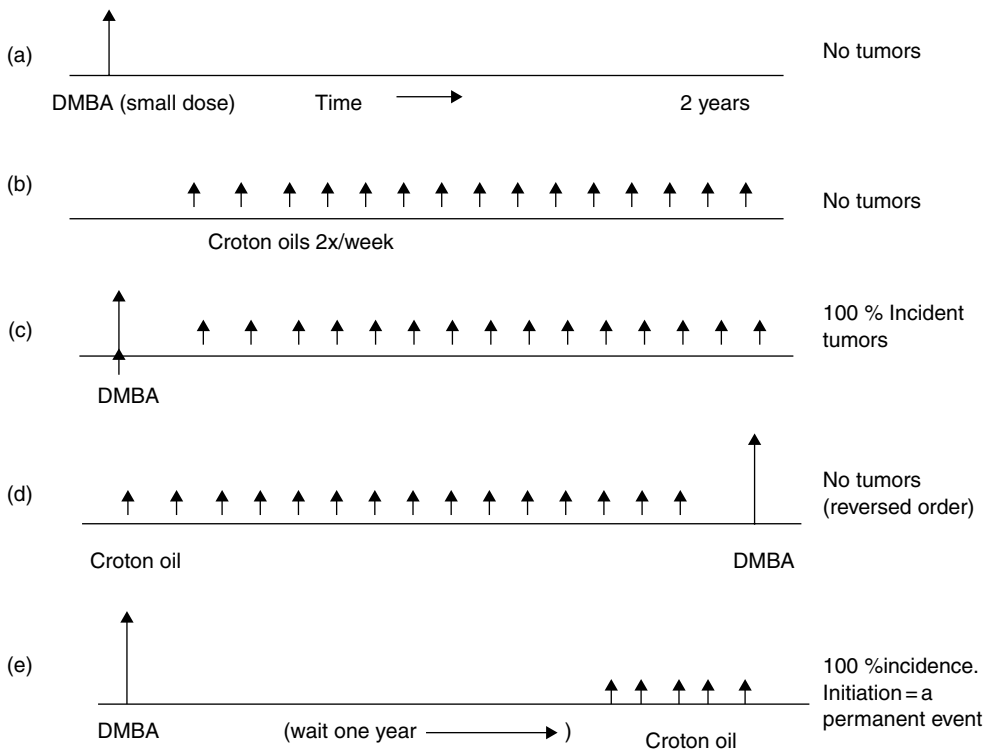 (a)
No tumors
DMBA (small dose)
Time
2 years
(b)
No tumors
Croton oils 2x/week
(c)
100 % Incident
tumors
DMBA
(d)
No tumors
(reversed order)
Croton oil
DMBA
(e)
100 %incidence.
Initiation = a
permanent event
DMBA
(wait one year )
Croton oil